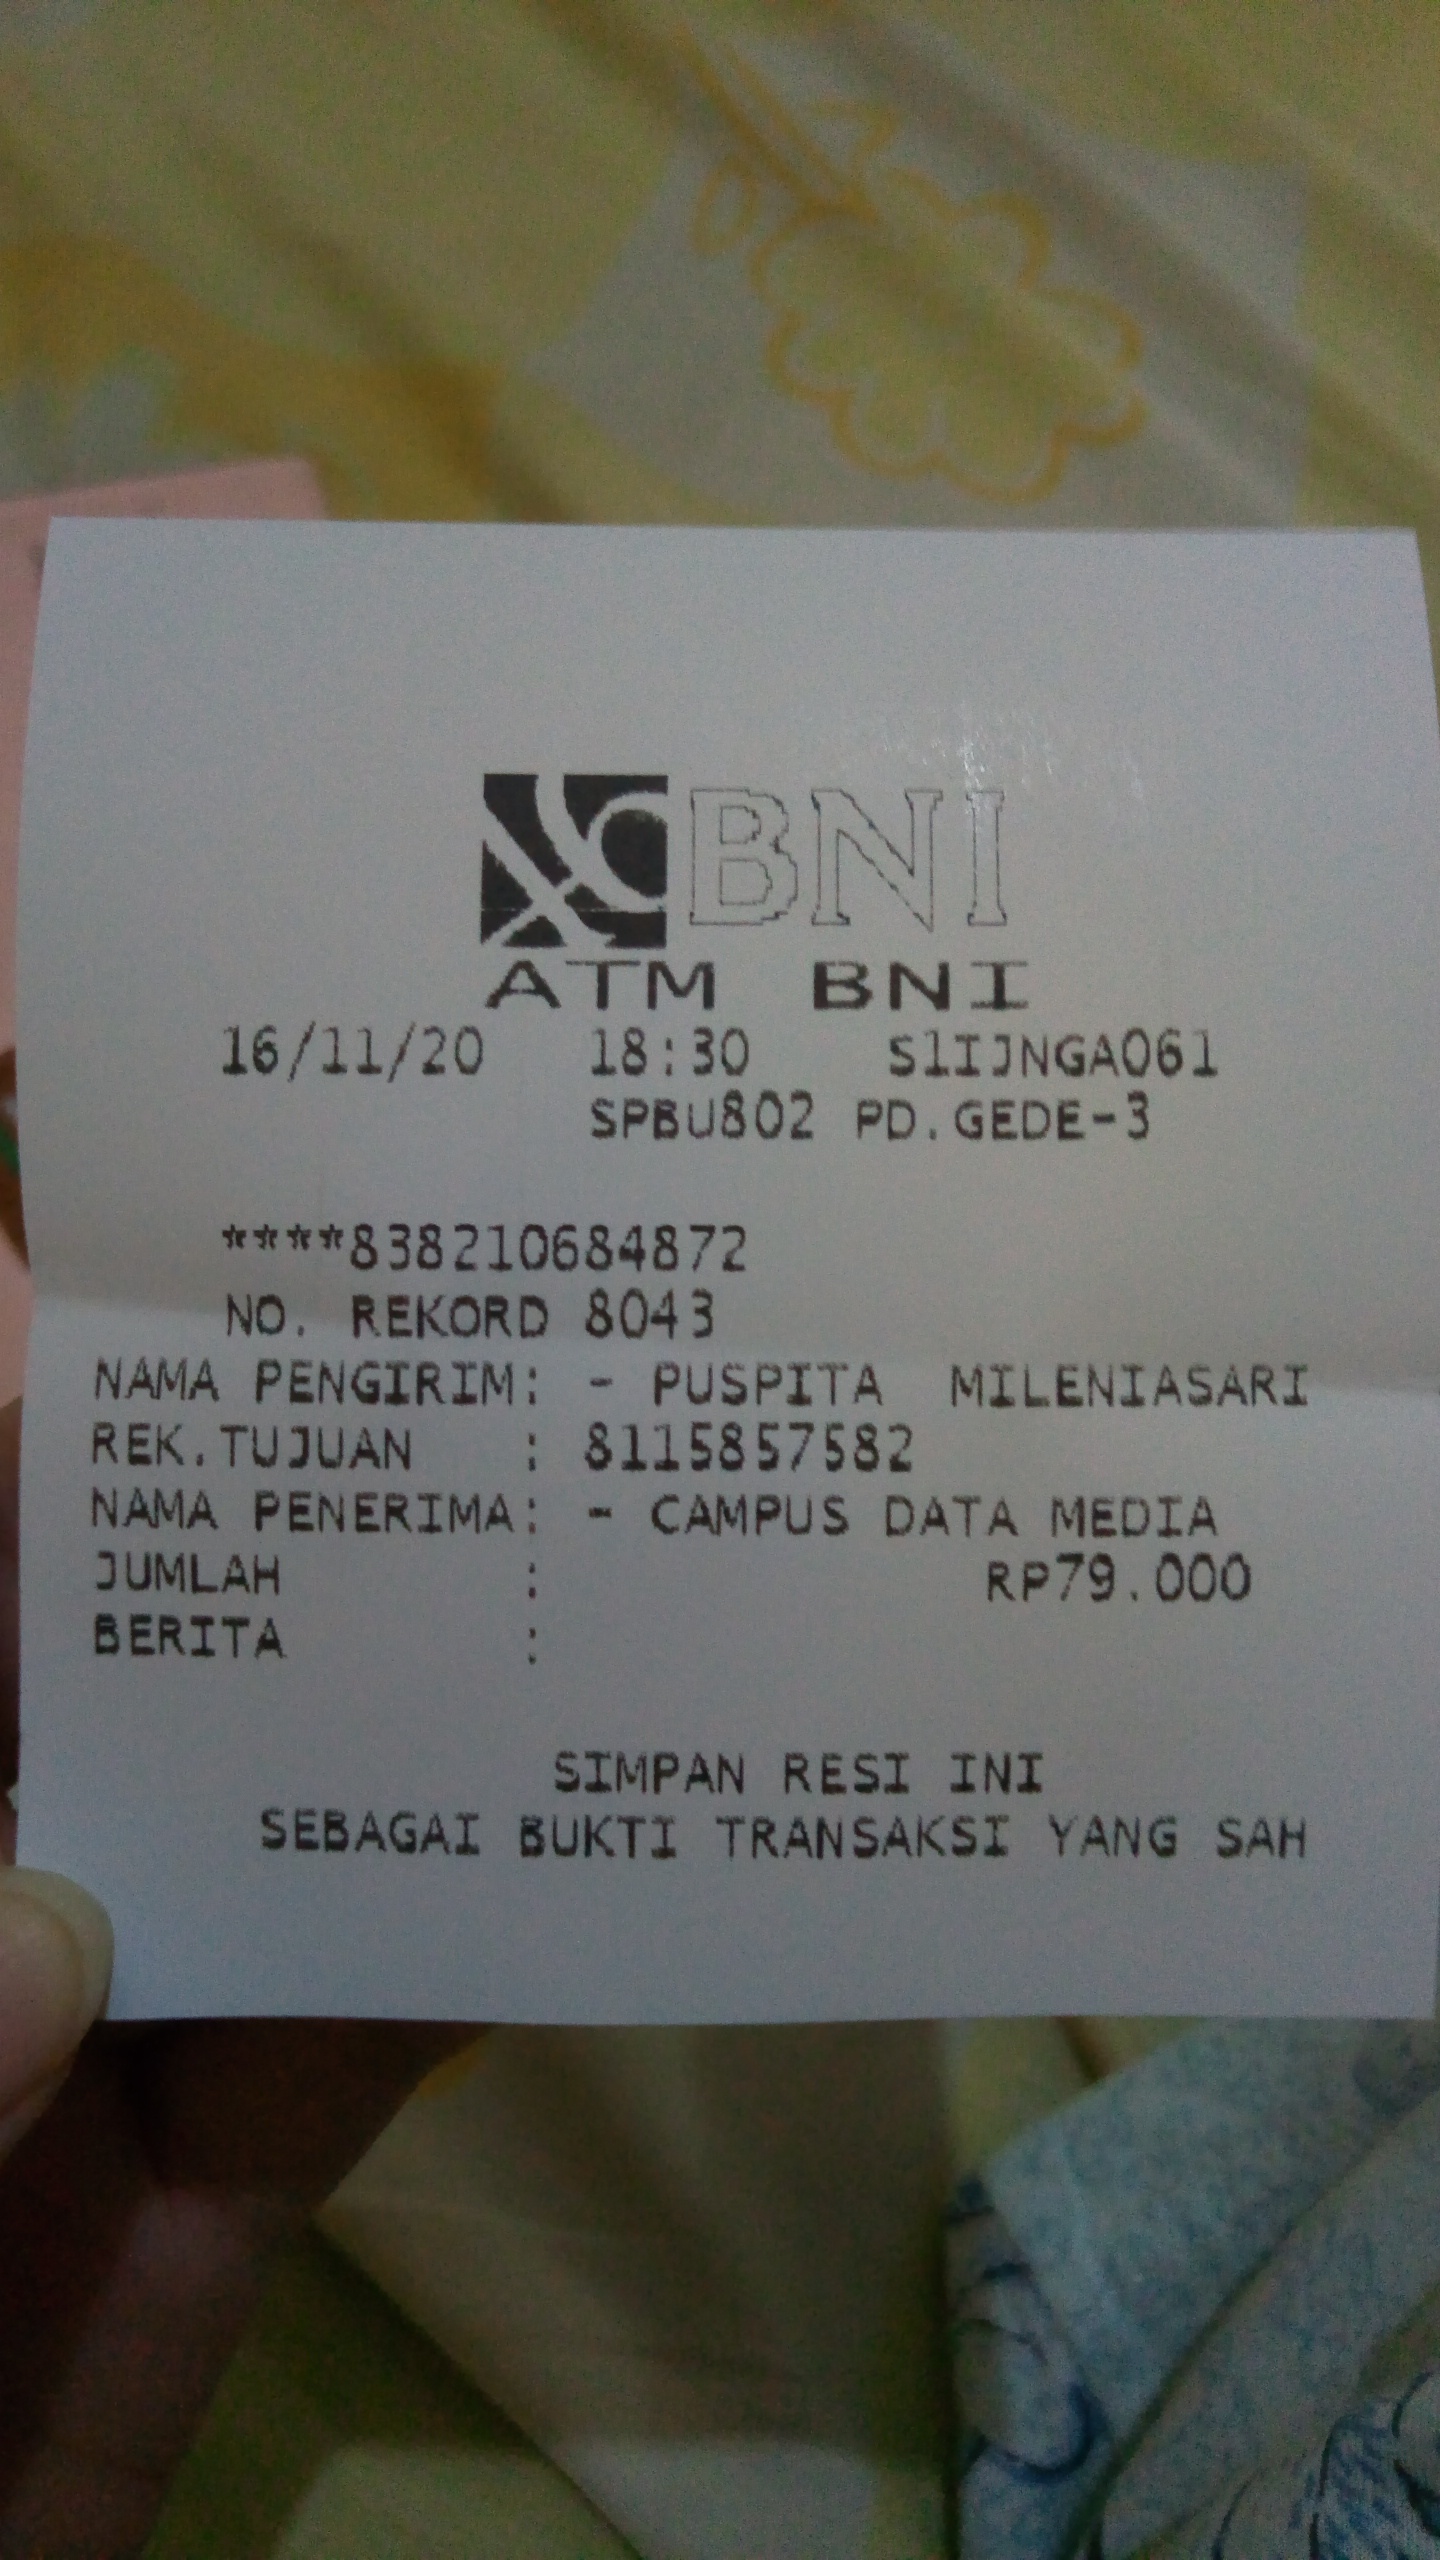 BNI
ATM BNI
16/11/20 18:30 S1IJNGA061
SPBU802 PD.GEDE-3
****838210684872
NO. REKORD 8043
NAMA PENGIRIM: - PUSPITA MILENIASARI
REK.TUJUAN : 8115857582
NAMA PENERIMA: - CAMPUS DATA MEDIA
JUMLAH : RP79.000
BERITA :
SIMPAN RESI INI
SEBAGAI BUKTI TRANSAKSI YANG SAH